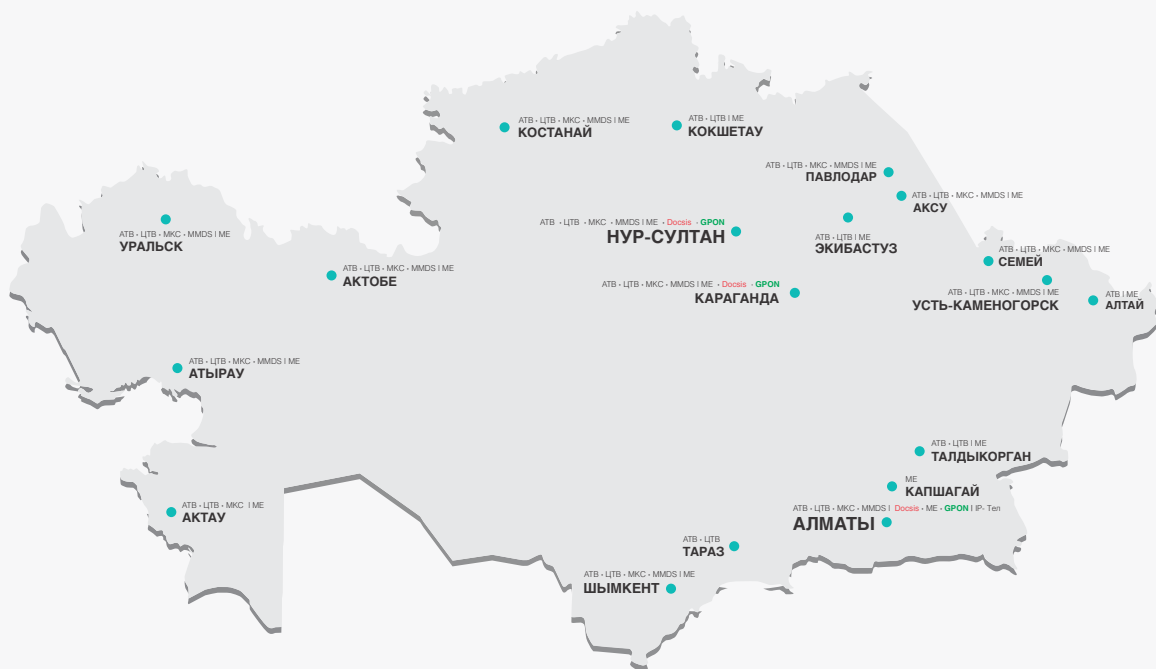 АТВ · ЦТВ · МКС · MMDS | ME
КОСТАНАЙ
АТВ · ЦТВ | ME
КОКШЕТАУ
АТВ · ЦТВ · МКС · MMDS | ME
ПАВЛОДАР
АТВ · ЦТВ · МКС · MMDS | ME
АКСУ
АТВ · ЦТВ · МКС · MMDS | ME · Docsis · GPON
НУР-СУЛТАН
АТВ · ЦТВ | ME
ЭКИБАСТУЗ
АТВ · ЦТВ · МКС · MMDS | ME
УРАЛЬСК
АТВ · ЦТВ · МКС · MMDS | ME
СЕМЕЙ
АТВ · ЦТВ · МКС · MMDS | ME
АКТОБЕ
АТВ · ЦТВ · МКС · MMDS | ME · Docsis · GPON
КАРАГАНДА
АТВ · ЦТВ · МКС · MMDS | ME
УСТЬ-КАМЕНОГОРСК
АТВ | ME
АЛТАЙ
АТВ · ЦТВ · МКС · MMDS | ME
АТЫРАУ
АТВ · ЦТВ | ME
ТАЛДЫКОРГАН
ME
КАПШАГАЙ
АТВ · ЦТВ · МКС | ME
АКТАУ
АТВ · ЦТВ · МКС · MMDS | Docsis · ME · GPON | IP- Тел
АЛМАТЫ
АТВ · ЦТВ
ТАРАЗ
АТВ · ЦТВ · МКС · MMDS | ME
ШЫМКЕНТ